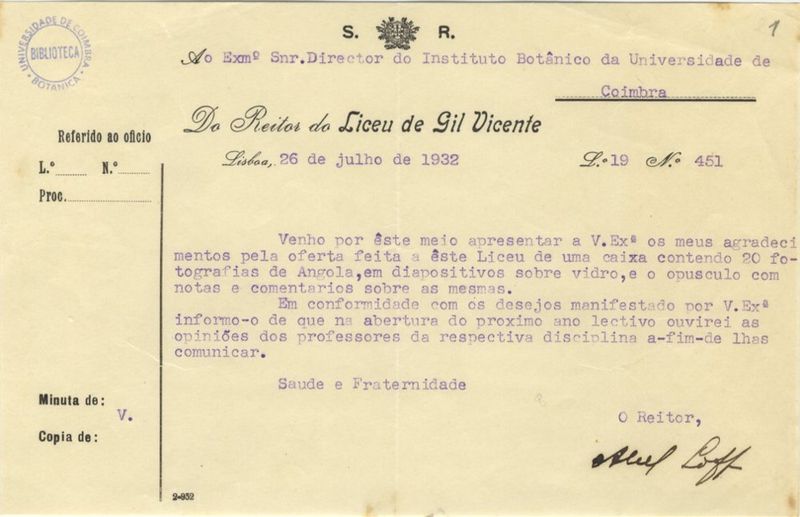 1
S. R.
UNIVERSIDADE DE COIMBRA
BIBLIOTECA
BOTANICA
Ao Exmº Snr.Director do Instituto Botânico da Universidade de
Coimbra
Do Reitor do Liceu de Gil Vicente
Referido ao oficio
L.º N.º
Proc.
Lisboa, 26 de julho de 1932 L.º 19 N.º 451
Venho por êste meio apresentar a V.Exª os meus agradeci
mentos pela oferta feita a êste Liceu de uma caixa contendo 20 fo-
tografias de Angola,em diapositivos sobre vidro,e o opusculo com
notas e comentarios sobre as mesmas.
Em conformidade com os desejos manifestado por V.Exª
informo-o de que na abertura do proximo ano lectivo ouvirei as
opiniões dos professores da respectiva disciplina a-fim-de lhas
comunicar.
Saude e Fraternidade
Minuta de:
V.
Copia de:
O Reitor,
Abel Loff
2-932